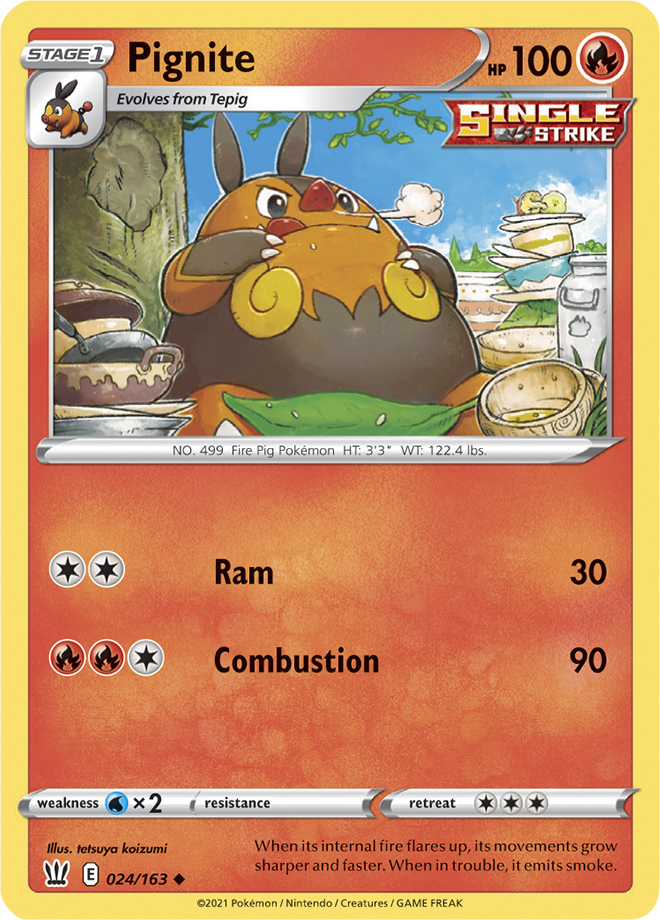 STAGE 1
Pignite
HP 100
Evolves from Tepig
SINGLE
STRIKE
NO. 499 Fire Pig Pokémon HT: 3'3" WT: 122.4 lbs.
Ram 30
Combustion 90
weakness ×2 resistance retreat
Illus. tetsuya koizumi
When its internal fire flares up, its movements grow
sharper and faster. When in trouble, it emits smoke.
E 024/163
©2021 Pokémon / Nintendo / Creatures / GAME FREAK